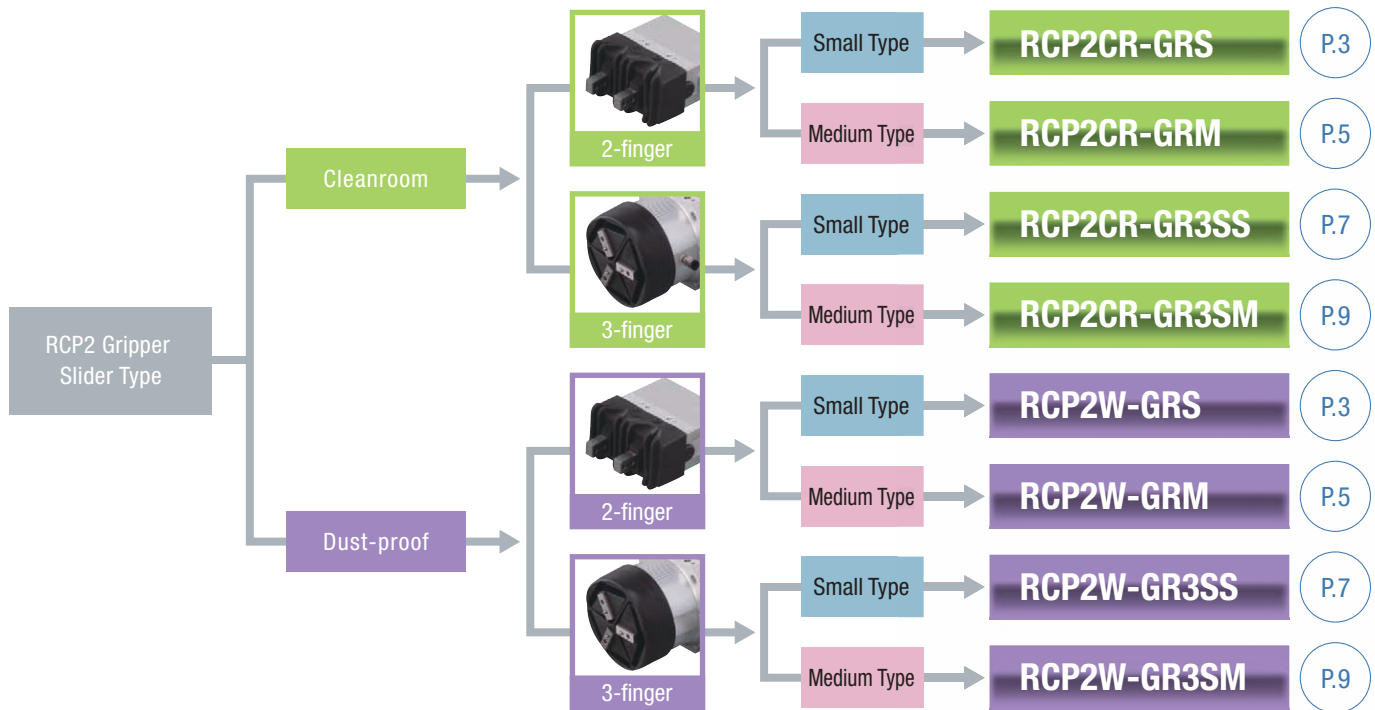 RCP2 Gripper
Slider Type
Cleanroom
2-finger
Small Type
RCP2CR-GRS
P.3
Medium Type
RCP2CR-GRM
P.5
3-finger
Small Type
RCP2CR-GR3SS
P.7
Medium Type
RCP2CR-GR3SM
P.9
Dust-proof
2-finger
Small Type
RCP2W-GRS
P.3
Medium Type
RCP2W-GRM
P.5
3-finger
Small Type
RCP2W-GR3SS
P.7
Medium Type
RCP2W-GR3SM
P.9